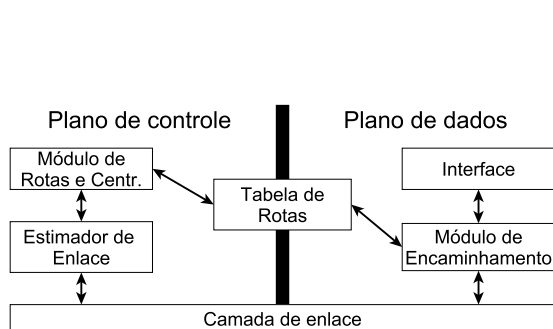 Plano de controle
Plano de dados
Módulo de
Rotas e Centr.
Interface
Tabela de
Rotas
Estimador de
Enlace
Módulo de
Encaminhamento
Camada de enlace